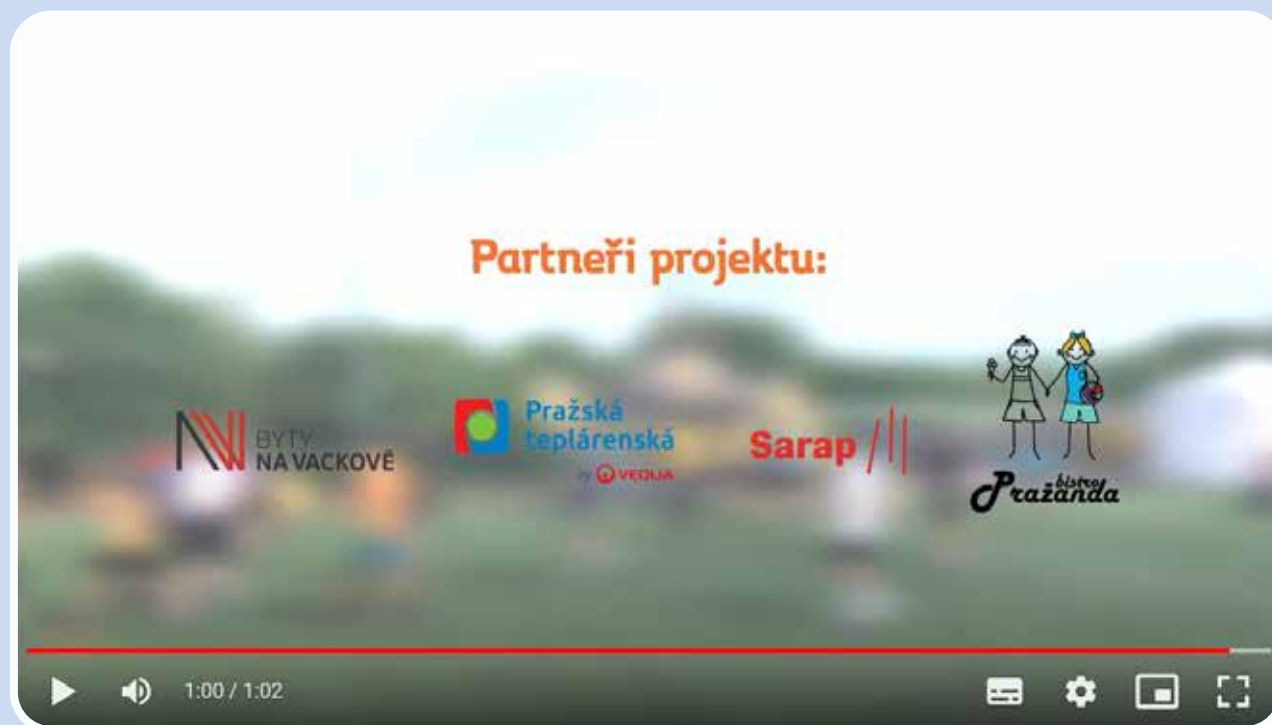 Partneři projektu:
BYTY
NA VACKOVĚ
Pražská
teplárenská
by VEOLIA
Sarap
bistro
Pražanda
1:00 / 1:02